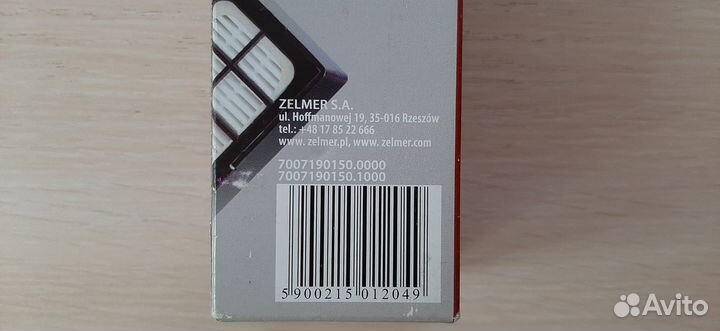 ZELMER S.A.
ul. Hoffmanowej 19, 35-016 Rzeszów
tel.: +48 17 85 22 666
www. zelmer.pl, www. zelmer.com
7007190150.0000
7007190150.1000
5 900215 012049
Avito